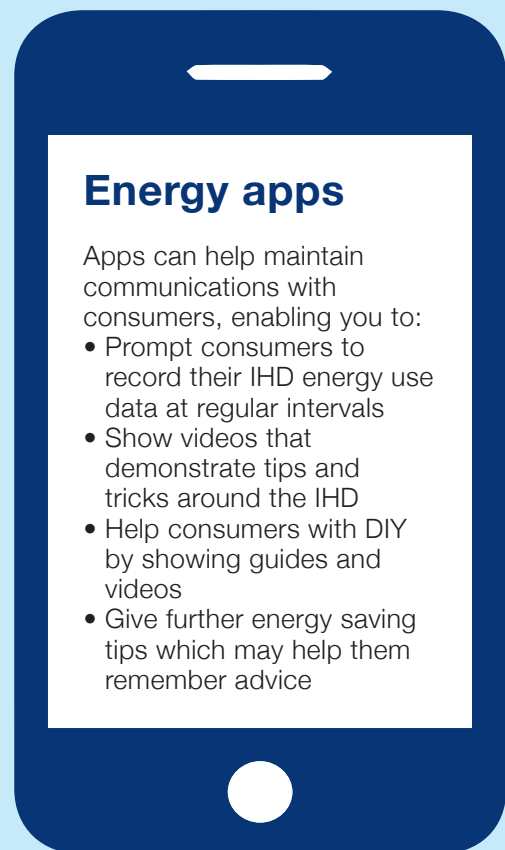 Energy apps
Apps can help maintain
communications with
consumers, enabling you to:
• Prompt consumers to
record their IHD energy use
data at regular intervals
• Show videos that
demonstrate tips and
tricks around the IHD
• Help consumers with DIY
by showing guides and
videos
• Give further energy saving
tips which may help them
remember advice